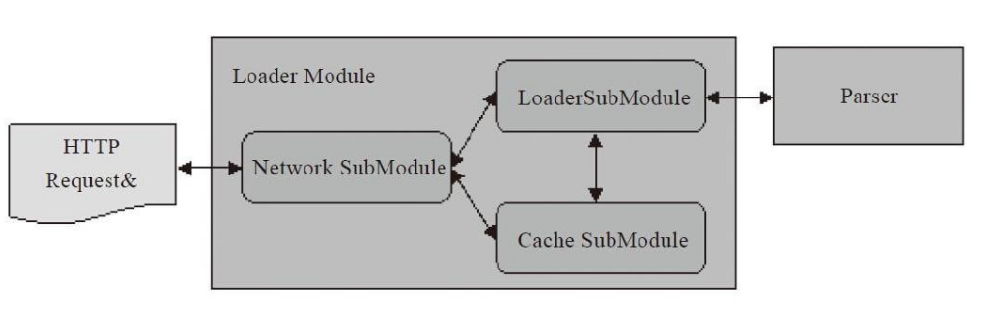 Loader Module
LoaderSubModule
Parser
HTTP
Request&
Network SubModule
Cache SubModule